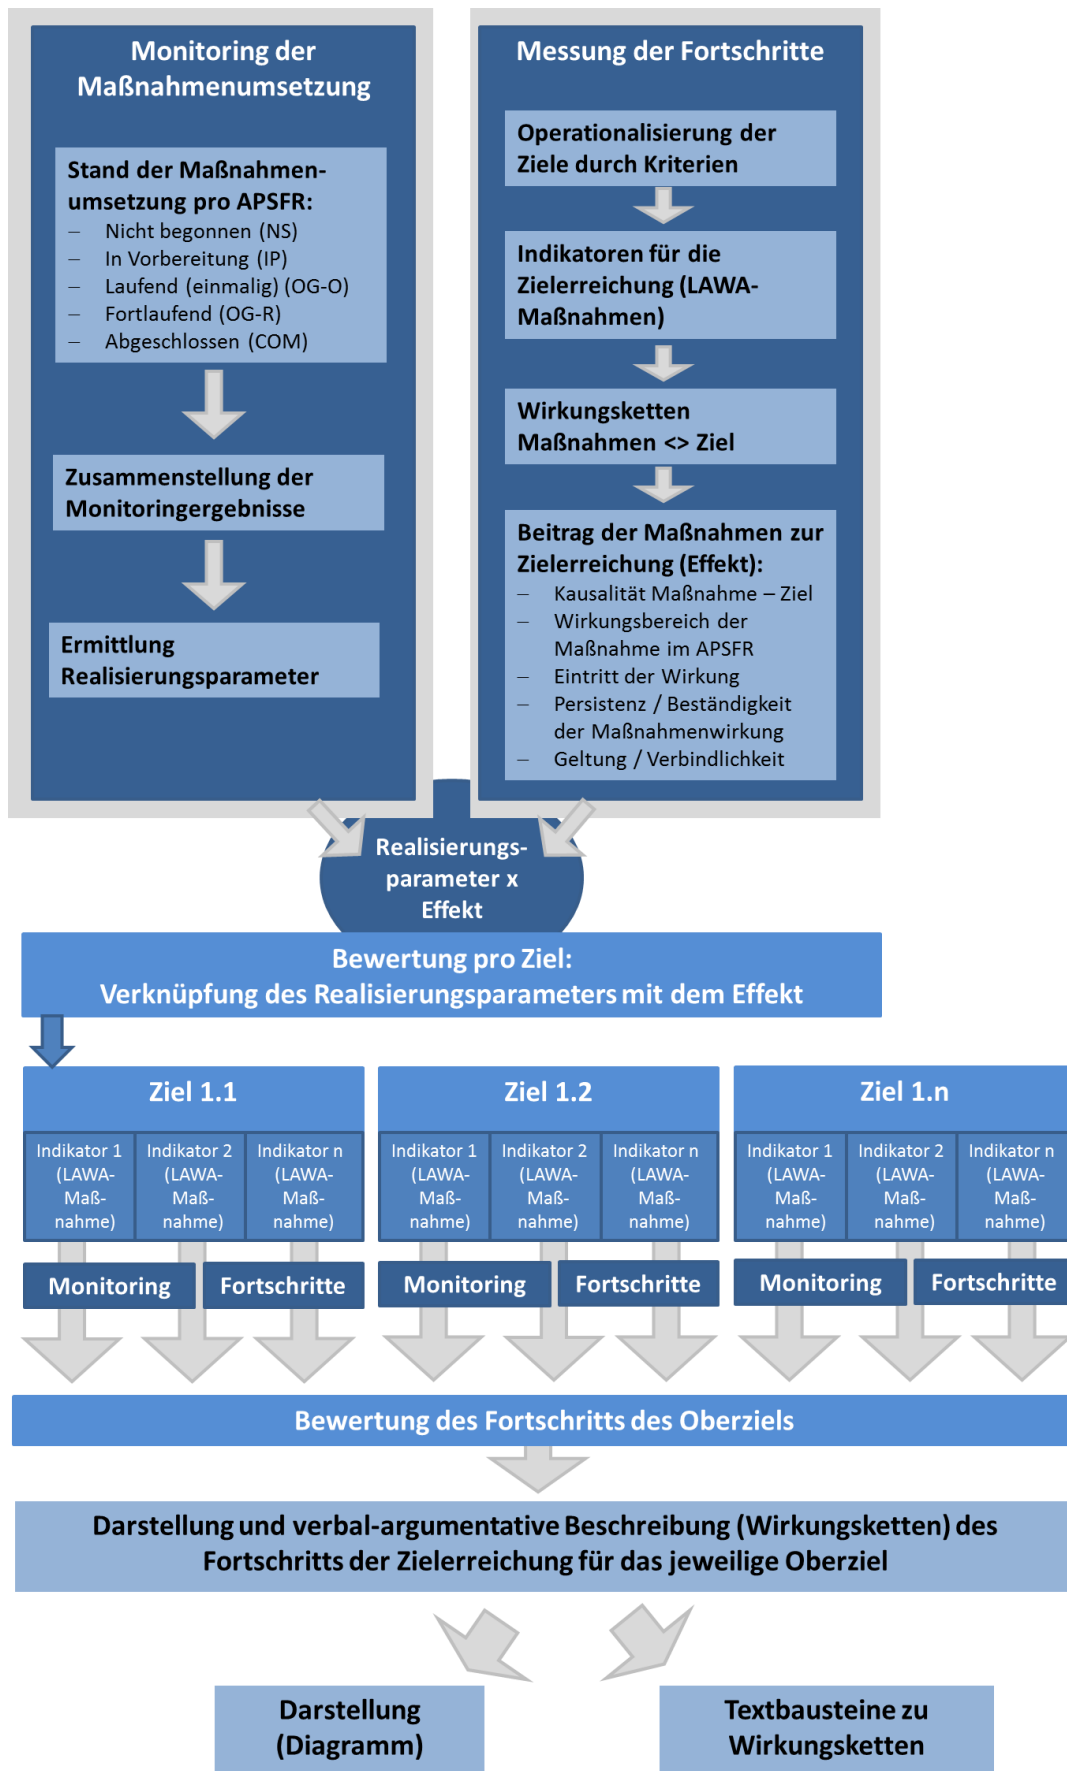 Monitoring der
Maßnahmenumsetzung
Stand der Maßnahmen-
umsetzung pro APSFR:
– Nicht begonnen (NS)
– In Vorbereitung (IP)
– Laufend (einmalig) (OG-O)
– Fortlaufend (OG-R)
– Abgeschlossen (COM)
Zusammenstellung der
Monitoringergebnisse
Ermittlung
Realisierungsparameter
Messung der Fortschritte
Operationalisierung der
Ziele durch Kriterien
Indikatoren für die
Zielerreichung (LAWA-
Maßnahmen)
Wirkungsketten
Maßnahmen <> Ziel
Beitrag der Maßnahmen zur
Zielerreichung (Effekt):
– Kausalität Maßnahme – Ziel
– Wirkungsbereich der
Maßnahme im APSFR
– Eintritt der Wirkung
– Persistenz / Beständigkeit
der Maßnahmenwirkung
– Geltung / Verbindlichkeit
Realisierungs-
parameter x
Effekt
Bewertung pro Ziel:
Verknüpfung des Realisierungsparameters mit dem Effekt
Ziel 1.1
Indikator 1
(LAWA-
Maß-
nahme)
Indikator 2
(LAWA-
Maß-
nahme)
Indikator n
(LAWA-
Maß-
nahme)
Monitoring
Fortschritte
Ziel 1.2
Indikator 1
(LAWA-
Maß-
nahme)
Indikator 2
(LAWA-
Maß-
nahme)
Indikator n
(LAWA-
Maß-
nahme)
Monitoring
Fortschritte
Ziel 1.n
Indikator 1
(LAWA-
Maß-
nahme)
Indikator 2
(LAWA-
Maß-
nahme)
Indikator n
(LAWA-
Maß-
nahme)
Monitoring
Fortschritte
Bewertung des Fortschritts des Oberziels
Darstellung und verbal-argumentative Beschreibung (Wirkungsketten) des
Fortschritts der Zielerreichung für das jeweilige Oberziel
Darstellung
(Diagramm)
Textbausteine zu
Wirkungsketten